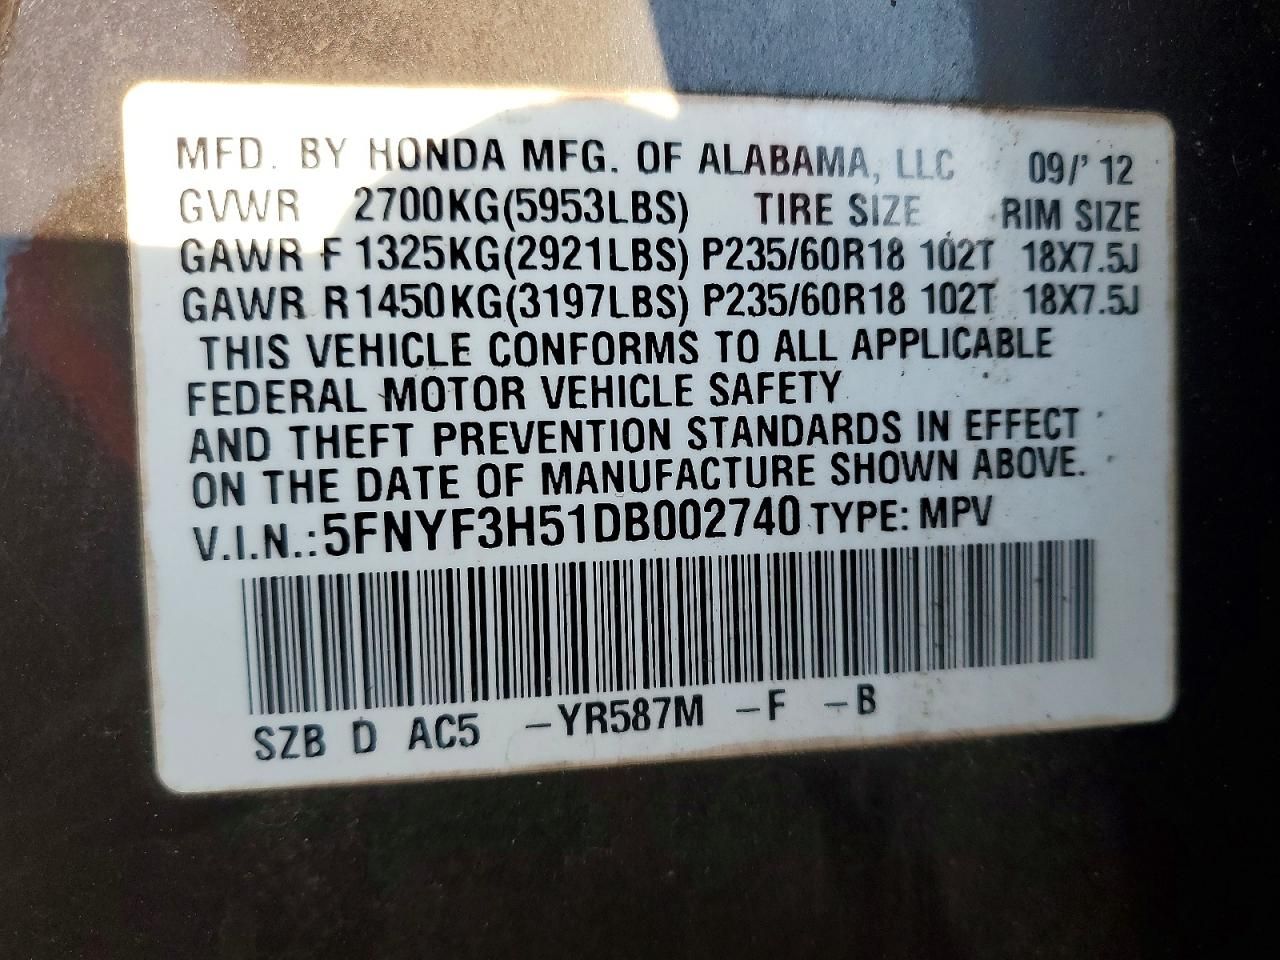 MFD. BY HONDA MFG. OF ALABAMA, LLC 09/' 12
GVWR 2700KG(5953LBS) TIRE SIZE RIM SIZE
GAWR F 1325KG(2921LBS) P235/60R18 102T 18X7.5J
GAWR R 1450KG(3197LBS) P235/60R18 102T 18X7.5J
THIS VEHICLE CONFORMS TO ALL APPLICABLE
FEDERAL MOTOR VEHICLE SAFETY
AND THEFT PREVENTION STANDARDS IN EFFECT
ON THE DATE OF MANUFACTURE SHOWN ABOVE.
V.I.N.: 5FNYF3H51DB002740 TYPE: MPV
SZB D AC5 –YR587M –F –B